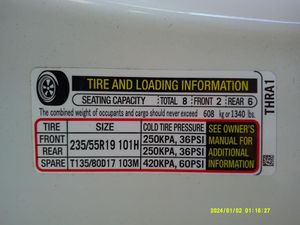 TIRE AND LOADING INFORMATION
SEATING CAPACITY TOTAL 8 FRONT 2 REAR 6
The combined weight of occupants and cargo should never exceed 608 kg or 1340 lbs.
THRA1
TIRE SIZE COLD TIRE PRESSURE
FRONT 235/55R19 101H 250KPA, 36PSI
REAR 250KPA, 36PSI
SPARE T135/80D17 103M 420KPA, 60PSI
SEE OWNER'S
MANUAL FOR
ADDITIONAL
INFORMATION
2024/01/02 01:16:27